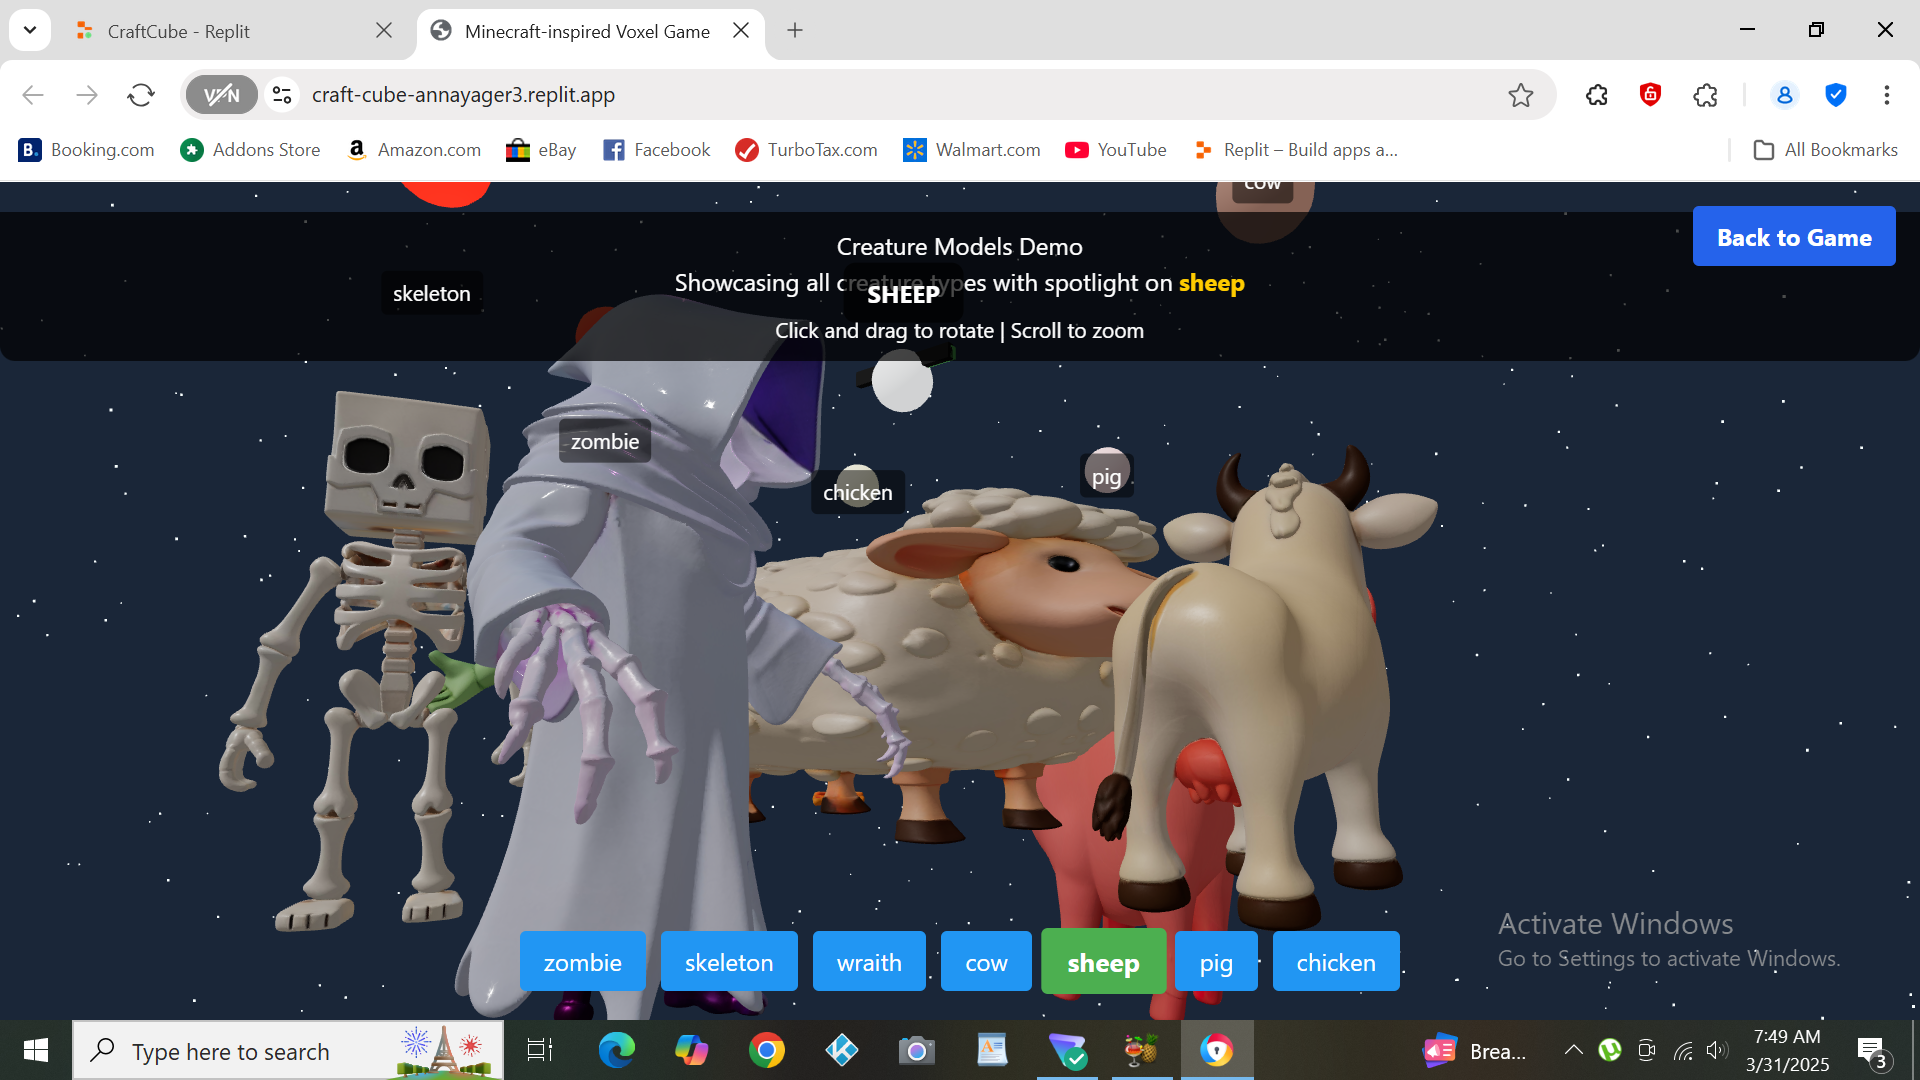 CraftCube - Replit
Minecraft-inspired Voxel Game
VPN
craft-cube-annayager3.replit.app
B.
Booking.com
Addons Store
Amazon.com
eBay
Facebook
TurboTax.com
Walmart.com
YouTube
Replit – Build apps a...
All Bookmarks
cow
Creature Models Demo
Back to Game
Showcasing all creature types with spotlight on sheep
skeleton
SHEEP
Click and drag to rotate | Scroll to zoom
zombie
pig
chicken
Activate Windows
Go to Settings to activate Windows.
zombie
skeleton
wraith
cow
sheep
pig
chicken
Type here to search
Brea...
7:49 AM
3/31/2025
3